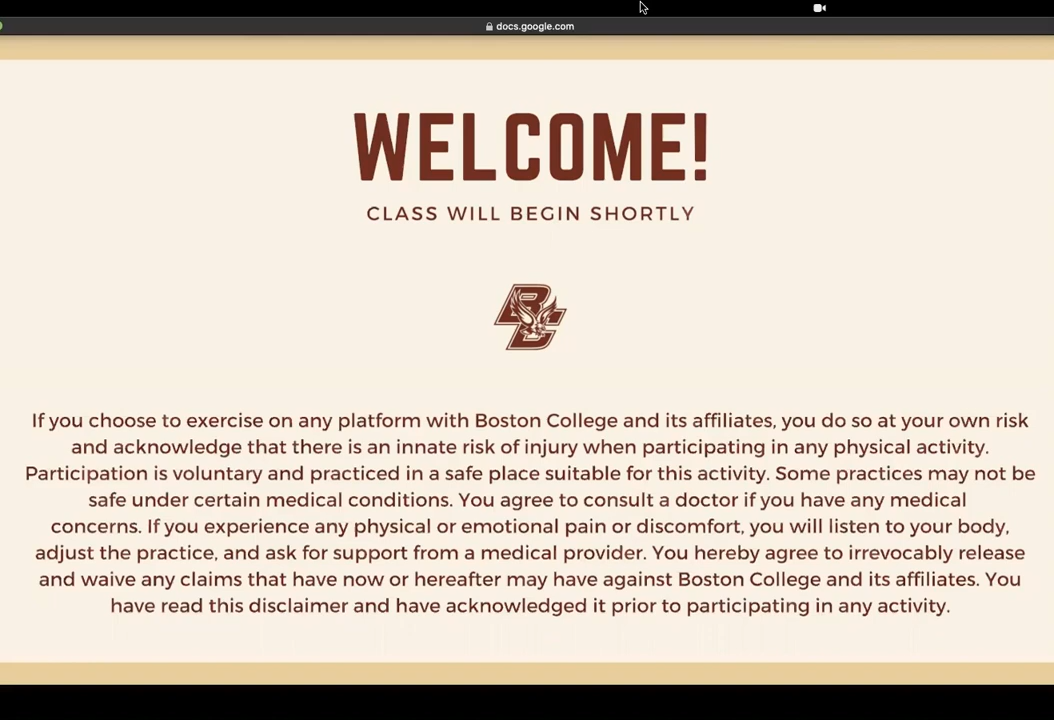 docs.google.com
WELCOME!
CLASS WILL BEGIN SHORTLY
BC
If you choose to exercise on any platform with Boston College and its affiliates, you do so at your own risk
and acknowledge that there is an innate risk of injury when participating in any physical activity.
Participation is voluntary and practiced in a safe place suitable for this activity. Some practices may not be
safe under certain medical conditions. You agree to consult a doctor if you have any medical
concerns. If you experience any physical or emotional pain or discomfort, you will listen to your body,
adjust the practice, and ask for support from a medical provider. You hereby agree to irrevocably release
and waive any claims that have now or hereafter may have against Boston College and its affiliates. You
have read this disclaimer and have acknowledged it prior to participating in any activity.